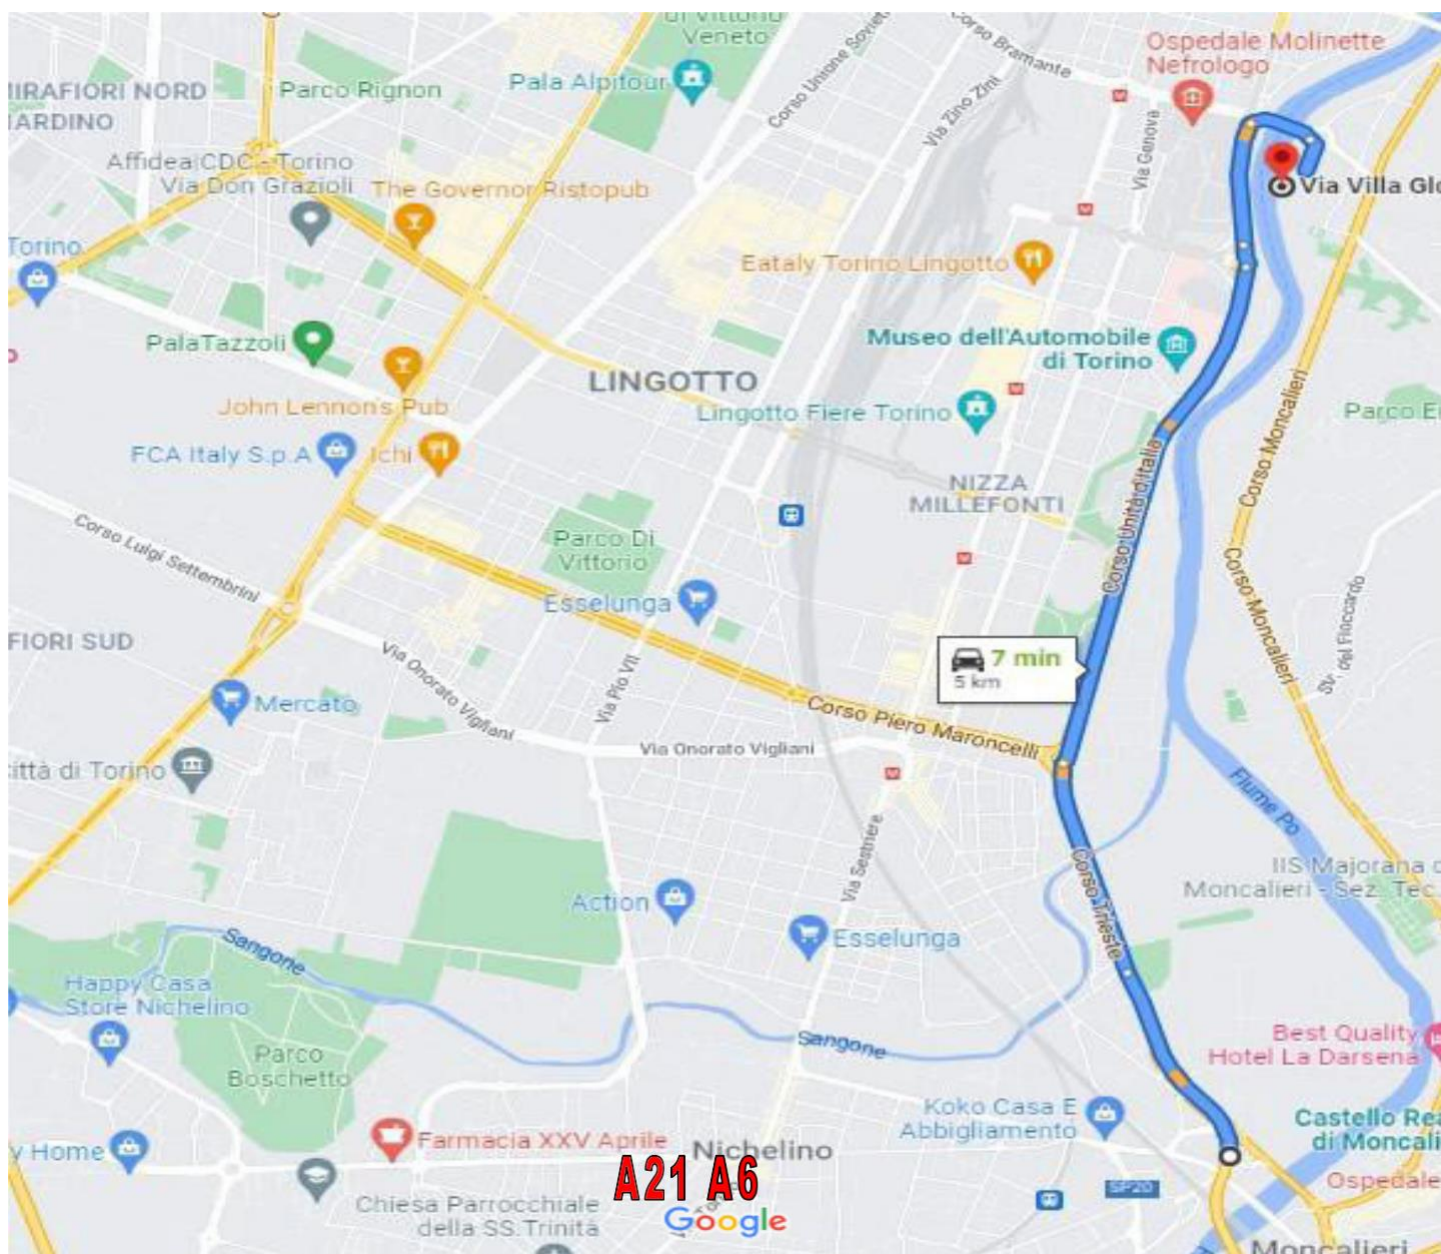 di Vittorio
Veneto
Corso Unione Soviet
Corso Bramante
Ospedale Molinette
Nefrologo
Pala Alpitour
Parco Rignon
MIRAFIORI NORD
IARDINO
Via Zino Zini
Via Genova
Affidea CDC - Torino
Via Don Grazioli
The Governor Ristopub
Via Villa Glo
Torino
Eataly Torino Lingotto
PalaTazzoli
Museo dell'Automobile
di Torino
LINGOTTO
John Lennon's Pub
Lingotto Fiere Torino
Corso Moncalieri
Parco Eu
FCA Italy S.p.A
Ichi
NIZZA
MILLEFONTI
Corso Unità d'Italia
Corso Luigi Settembrini
Parco Di
Vittorio
Esselunga
Corso Moncalieri
Str. del Fioccardo
FIORI SUD
7 min
5 km
Via Onorato Vigliani
Via Pio VII
Mercato
Corso Piero Maroncelli
Via Onorato Vigliani
città di Torino
Fiume Po
Via Sestriere
Corso Trieste
IIS Majorana d
Moncalieri - Sez. Tec.
Action
Esselunga
Sangone
Happy Casa
Store Nichelino
Sangone
Best Quality
Hotel La Darsena
Parco
Boschetto
Koko Casa E
Abbigliamento
Castello Rea
di Moncali
y Home
Farmacia XXV Aprile
Nichelino
A21 A6
SP20
Ospedale
Chiesa Parrocchiale
della SS.Trinità
Google
Moncalieri